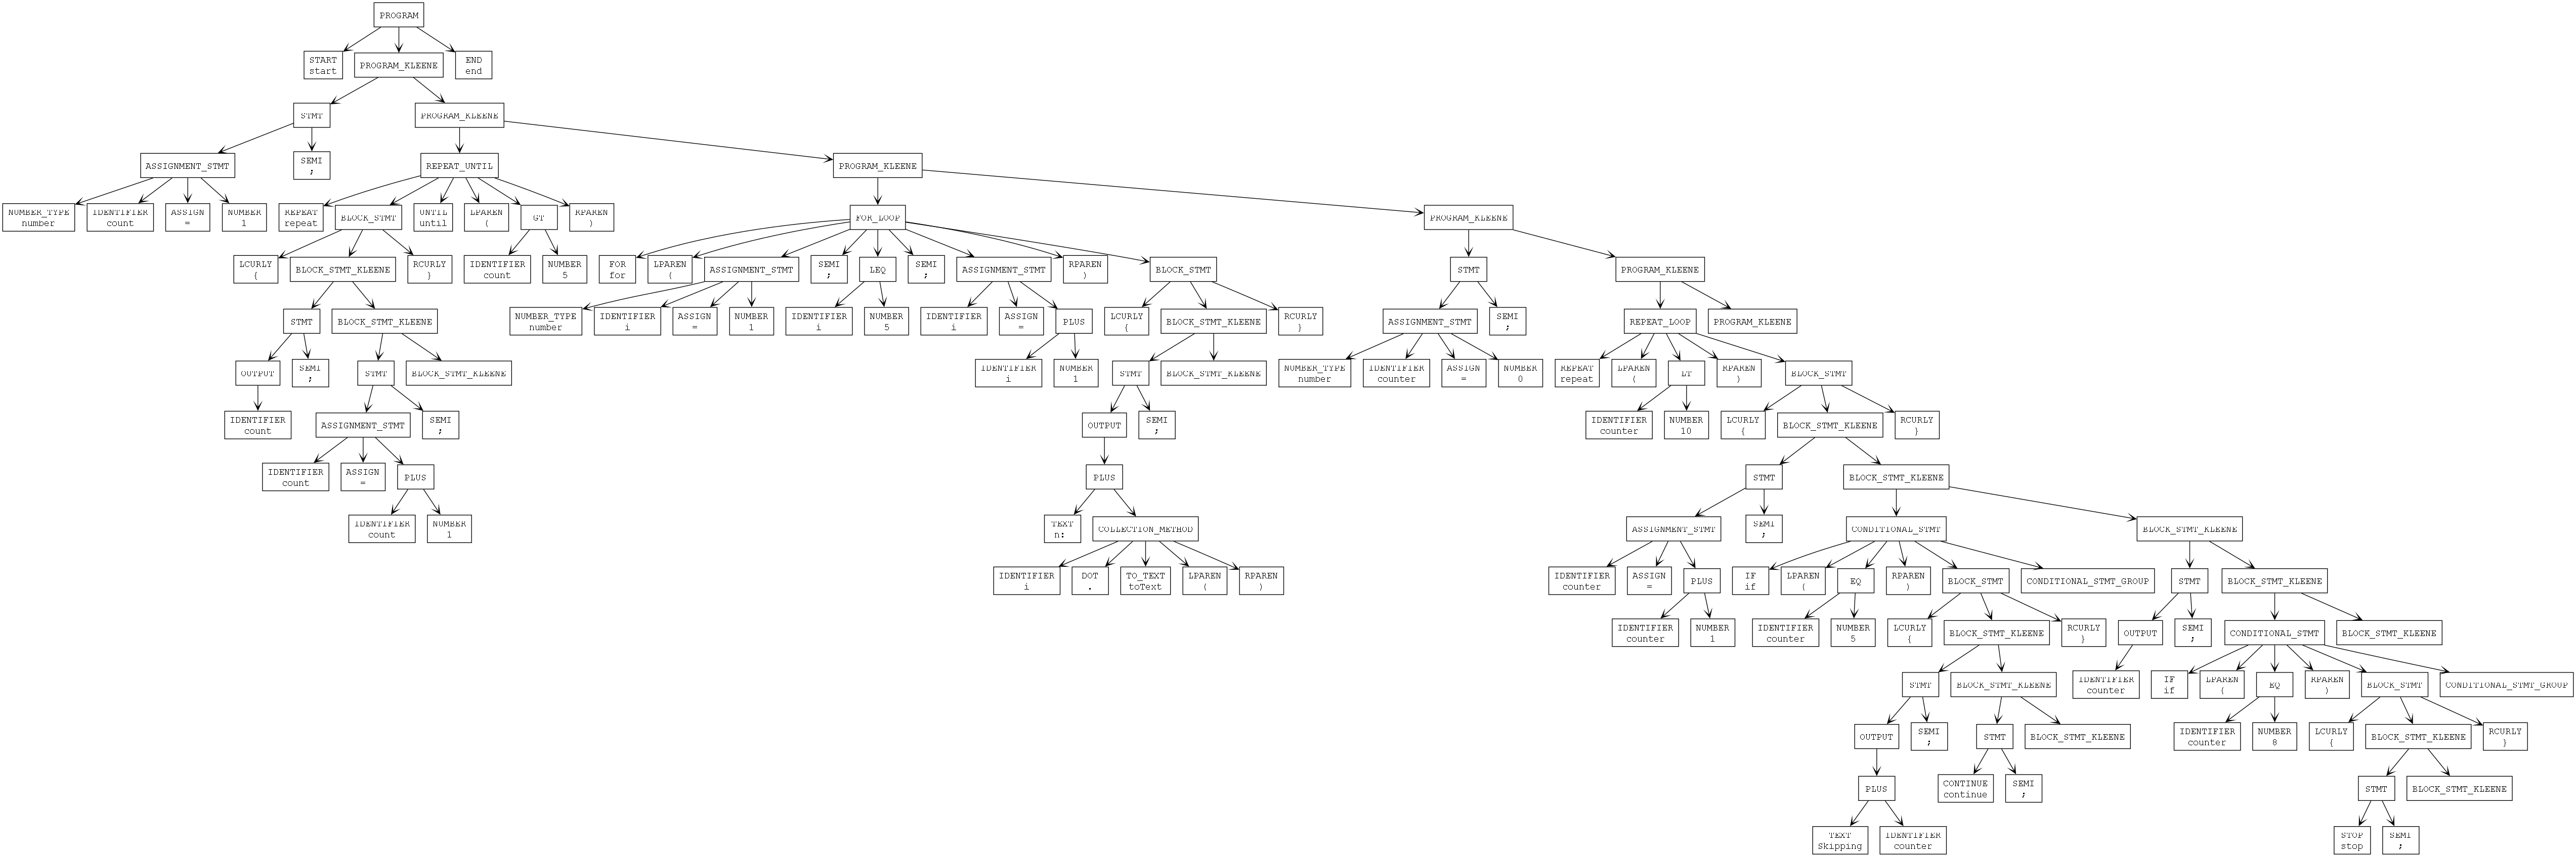 PROGRAM
START
start
PROGRAM_KLEENE
END
end
STMT
PROGRAM_KLEENE
ASSIGNMENT_STMT
SEMI
;
REPEAT_UNTIL
PROGRAM_KLEENE
NUMBER_TYPE
number
IDENTIFIER
count
ASSIGN
=
NUMBER
1
REPEAT
repeat
BLOCK_STMT
UNTIL
until
LPAREN
(
GT
RPAREN
)
FOR_LOOP
PROGRAM_KLEENE
LCURLY
{
BLOCK_STMT_KLEENE
RCURLY
}
IDENTIFIER
count
NUMBER
5
FOR
for
LPAREN
(
ASSIGNMENT_STMT
SEMI
;
LEQ
SEMI
;
ASSIGNMENT_STMT
RPAREN
)
BLOCK_STMT
STMT
PROGRAM_KLEENE
STMT
BLOCK_STMT_KLEENE
NUMBER_TYPE
number
IDENTIFIER
i
ASSIGN
=
NUMBER
1
IDENTIFIER
i
NUMBER
5
IDENTIFIER
i
ASSIGN
=
PLUS
LCURLY
{
BLOCK_STMT_KLEENE
RCURLY
}
ASSIGNMENT_STMT
SEMI
;
REPEAT_LOOP
PROGRAM_KLEENE
OUTPUT
SEMI
;
STMT
BLOCK_STMT_KLEENE
IDENTIFIER
i
NUMBER
1
STMT
BLOCK_STMT_KLEENE
NUMBER_TYPE
number
IDENTIFIER
counter
ASSIGN
=
NUMBER
0
REPEAT
repeat
LPAREN
(
LT
RPAREN
)
BLOCK_STMT
IDENTIFIER
count
ASSIGNMENT_STMT
SEMI
;
OUTPUT
SEMI
;
IDENTIFIER
counter
NUMBER
10
LCURLY
{
BLOCK_STMT_KLEENE
RCURLY
}
IDENTIFIER
count
ASSIGN
=
PLUS
PLUS
STMT
BLOCK_STMT_KLEENE
IDENTIFIER
count
NUMBER
1
TEXT
n:
COLLECTION_METHOD
ASSIGNMENT_STMT
SEMI
;
CONDITIONAL_STMT
BLOCK_STMT_KLEENE
IDENTIFIER
i
DOT
.
TO_TEXT
toText
LPAREN
(
RPAREN
)
IDENTIFIER
counter
ASSIGN
=
PLUS
IF
if
LPAREN
(
EQ
RPAREN
)
BLOCK_STMT
CONDITIONAL_STMT_GROUP
STMT
BLOCK_STMT_KLEENE
IDENTIFIER
counter
NUMBER
1
IDENTIFIER
counter
NUMBER
5
LCURLY
{
BLOCK_STMT_KLEENE
RCURLY
}
OUTPUT
SEMI
;
CONDITIONAL_STMT
BLOCK_STMT_KLEENE
STMT
BLOCK_STMT_KLEENE
IDENTIFIER
counter
IF
if
LPAREN
(
EQ
RPAREN
)
BLOCK_STMT
CONDITIONAL_STMT_GROUP
OUTPUT
SEMI
;
STMT
BLOCK_STMT_KLEENE
IDENTIFIER
counter
NUMBER
8
LCURLY
{
BLOCK_STMT_KLEENE
RCURLY
}
PLUS
CONTINUE
continue
SEMI
;
STMT
BLOCK_STMT_KLEENE
TEXT
Skipping
IDENTIFIER
counter
STOP
stop
SEMI
;